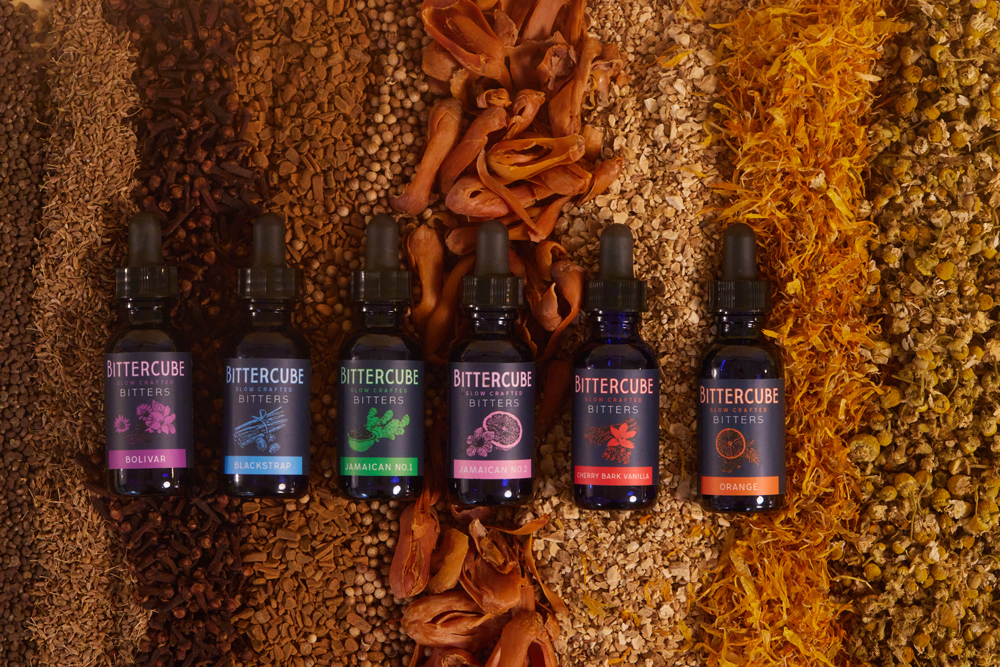 BITTERCUBE
SLOW CRAFTED
BITTERS
BOLIVAR
BITTERCUBE
SLOW CRAFTED
BITTERS
BLACKSTRAP
BITTERCUBE
SLOW CRAFTED
BITTERS
JAMAICAN NO.1
BITTERCUBE
SLOW CRAFTED
BITTERS
JAMAICAN NO.2
BITTERCUBE
SLOW CRAFTED
BITTERS
CHERRY BARK VANILLA
BITTERCUBE
SLOW CRAFTED
BITTERS
ORANGE